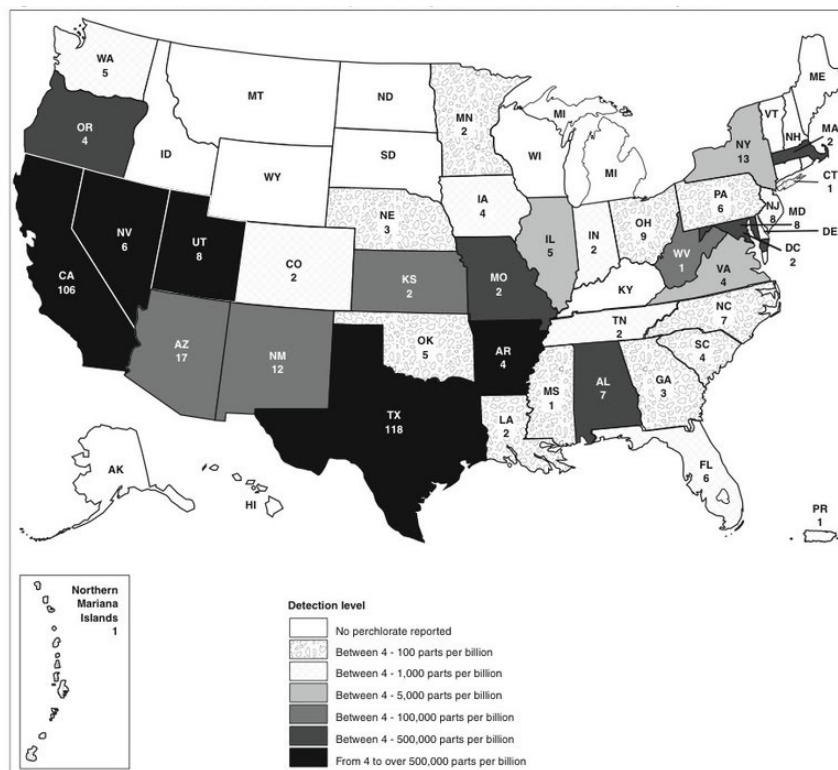 WA
5
MT
ND
MN
2
OR
4
ID
WY
SD
WI
MI
MI
ME
VT
NH
MA
2
NY
13
CT
1
NV
6
UT
8
CA
106
CO
2
NE
3
IA
4
IL
5
IN
2
OH
9
PA
6
NJ
8
MD
8
DE
DC
2
KS
2
MO
2
WV
1
VA
4
KY
AZ
17
NM
12
OK
5
AR
4
TN
2
NC
7
SC
4
TX
118
LA
2
MS
1
AL
7
GA
3
FL
6
AK
HI
PR
1
Northern
Mariana
Islands
1
Detection level
No perchlorate reported
Between 4 - 100 parts per billion
Between 4 - 1,000 parts per billion
Between 4 - 5,000 parts per billion
Between 4 - 100,000 parts per billion
Between 4 - 500,000 parts per billion
From 4 to over 500,000 parts per billion